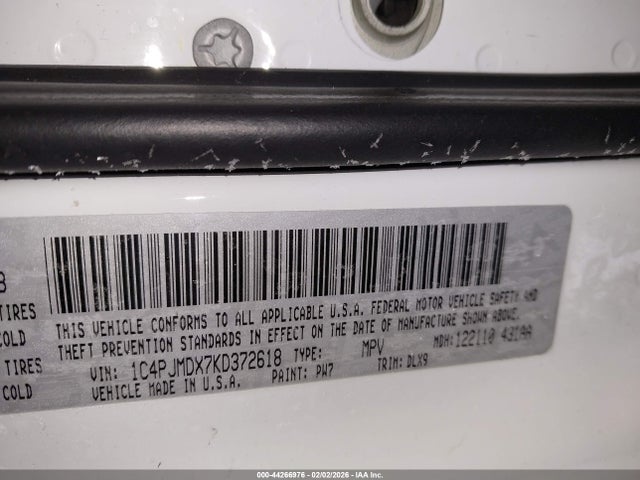 8
TIRES
COLD
TIRES
COLD
THIS VEHICLE CONFORMS TO ALL APPLICABLE U.S.A. FEDERAL MOTOR VEHICLE SAFETY AND
THEFT PREVENTION STANDARDS IN EFFECT ON THE DATE OF MANUFACTURE SHOWN ABOVE.
VIN: 1C4PJMDX7KD372618 TYPE: MPV MDH: 122110 431AA
VEHICLE MADE IN U.S.A. PAINT: PW7 TRIM: DLX9
000-44266976 | 02/02/2026 | IAA Inc.